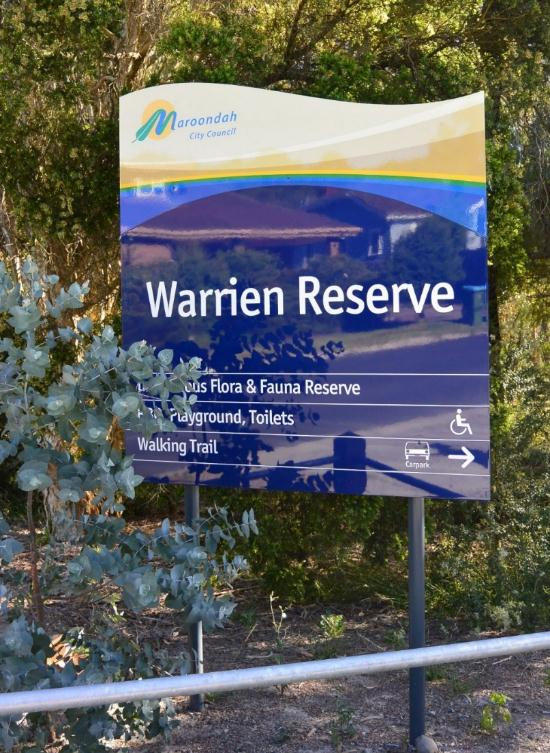 Maroondah
City Council
Warrien Reserve
Flora & Fauna Reserve
Playground, Toilets
Walking Trail
Carpark